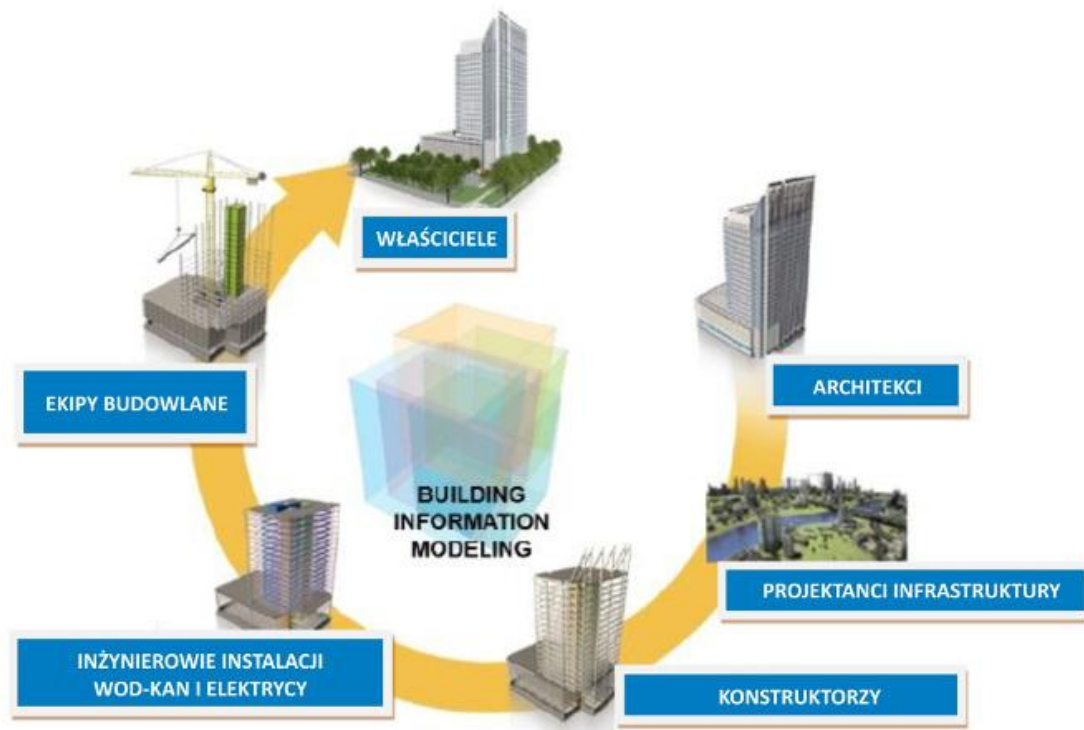 WŁAŚCICIELE
ARCHITEKCI
EKIPY BUDOWLANE
BUILDING
INFORMATION
MODELING
PROJEKTANCI INFRASTRUKTURY
INŻYNIEROWIE INSTALACJI
WOD-KAN I ELEKTRYCY
KONSTRUKTORZY